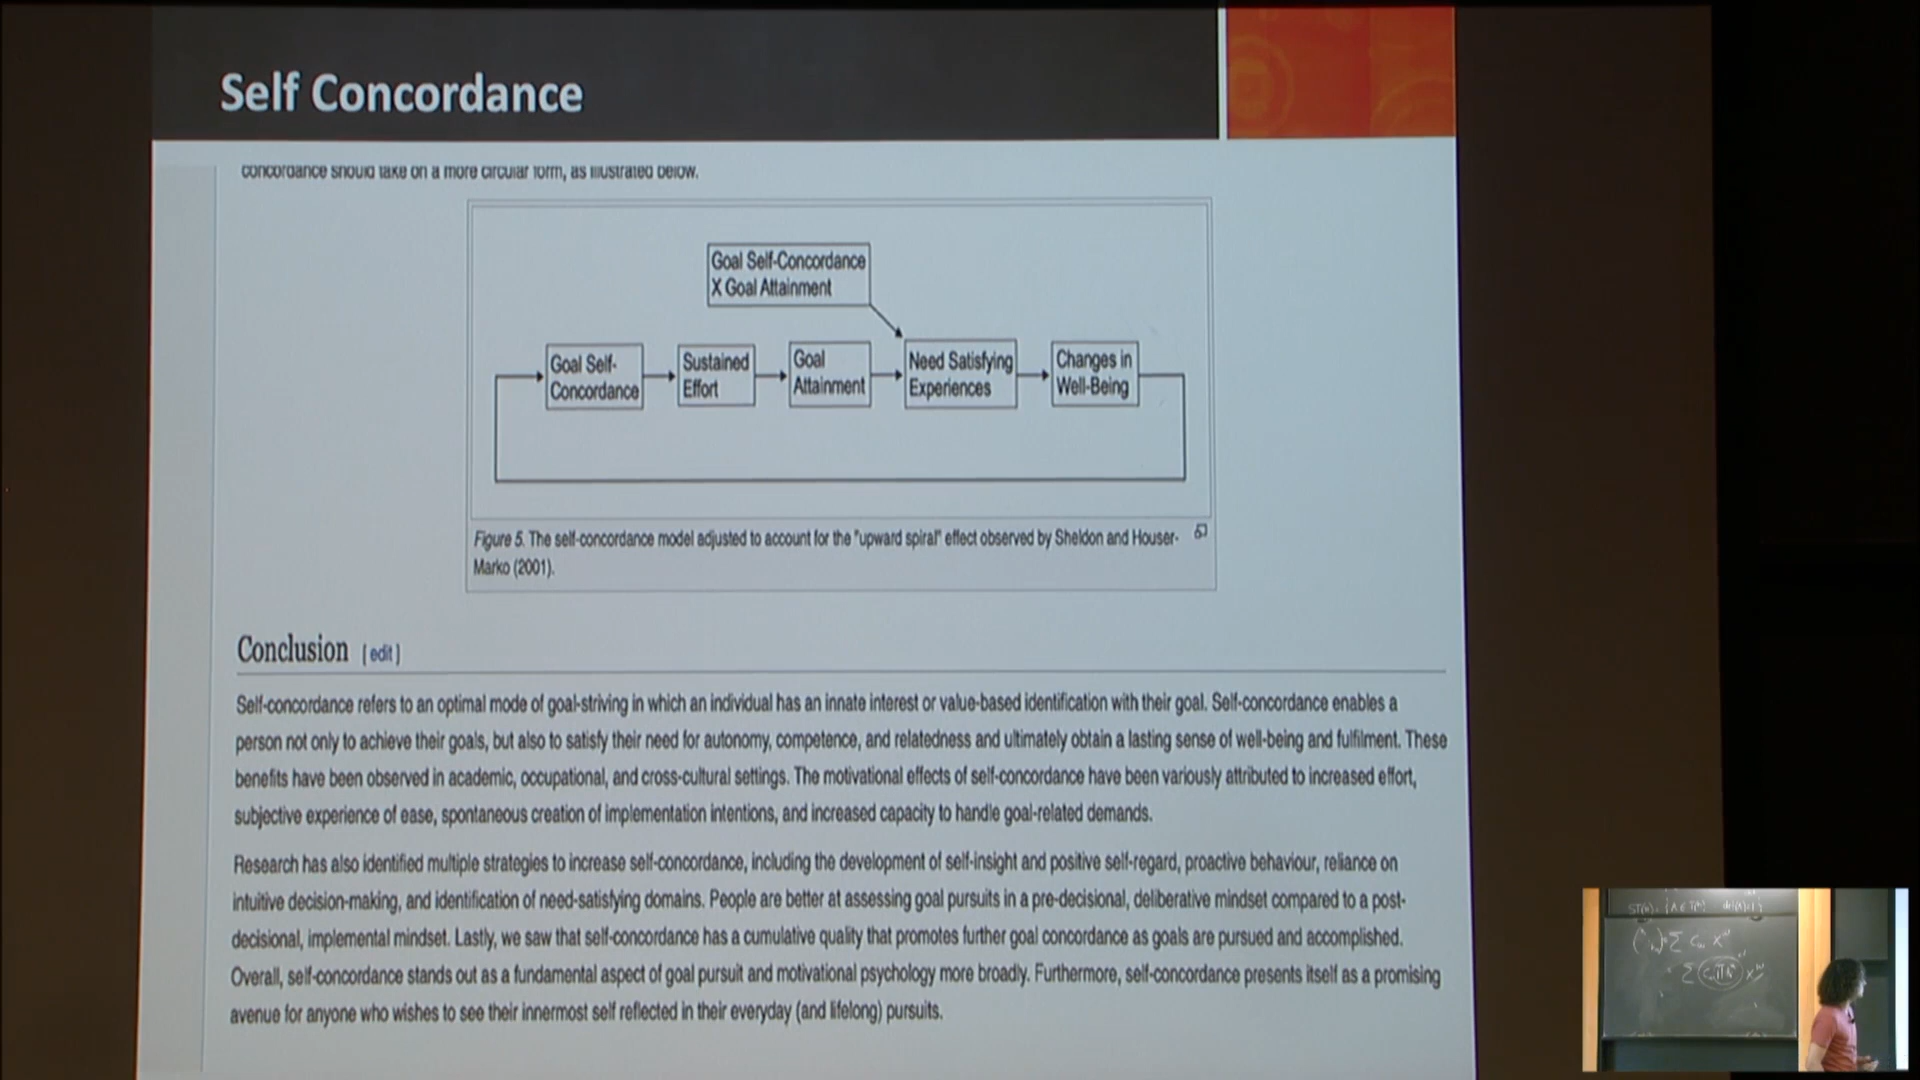 Self Concordance
concordance should take on a more circular form, as illustrated below.
Goal Self-Concordance
X Goal Attainment
Goal Self-
Concordance
Sustained
Effort
Goal
Attainment
Need Satisfying
Experiences
Changes in
Well-Being
Figure 5. The self-concordance model adjusted to account for the "upward spiral" effect observed by Sheldon and Houser-
Marko (2001).
Conclusion [edit]
Self-concordance refers to an optimal mode of goal-striving in which an individual has an innate interest or value-based identification with their goal. Self-concordance enables a
person not only to achieve their goals, but also to satisfy their need for autonomy, competence, and relatedness and ultimately obtain a lasting sense of well-being and fulfilment. These
benefits have been observed in academic, occupational, and cross-cultural settings. The motivational effects of self-concordance have been variously attributed to increased effort,
subjective experience of ease, spontaneous creation of implementation intentions, and increased capacity to handle goal-related demands.
Research has also identified multiple strategies to increase self-concordance, including the development of self-insight and positive self-regard, proactive behaviour, reliance on
intuitive decision-making, and identification of need-satisfying domains. People are better at assessing goal pursuits in a pre-decisional, deliberative mindset compared to a post-
decisional, implemental mindset. Lastly, we saw that self-concordance has a cumulative quality that promotes further goal concordance as goals are pursued and accomplished.
Overall, self-concordance stands out as a fundamental aspect of goal pursuit and motivational psychology more broadly. Furthermore, self-concordance presents itself as a promising
avenue for anyone who wishes to see their innermost self reflected in their everyday (and lifelong) pursuits.